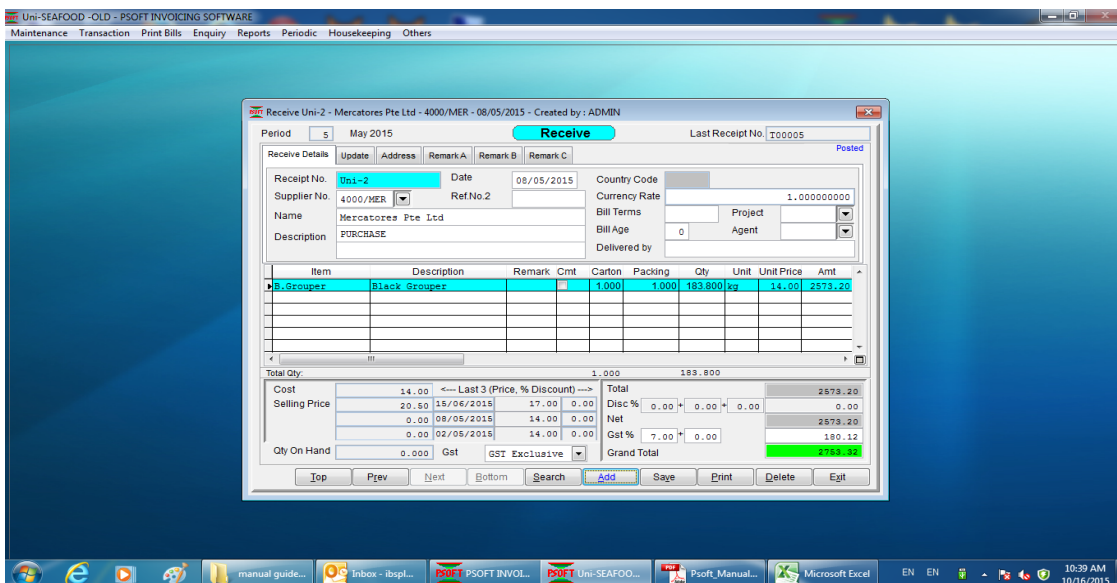 Uni-SEAFOOD -OLD - PSOFT INVOICING SOFTWARE
Maintenance Transaction Print Bills Enquiry Reports Periodic Housekeeping Others
Receive Uni-2 - Mercatores Pte Ltd - 4000/MER - 08/05/2015 - Created by : ADMIN
Period 5 May 2015 Receive Last Receipt No. T00005
Receive Details Update Address Remark A Remark B Remark C Posted
Receipt No. Uni-2 Date 08/05/2015 Country Code
Supplier No. 4000/MER Ref.No.2 Currency Rate 1.000000000
Name Mercatores Pte Ltd Bill Terms Project
Description PURCHASE Bill Age 0 Agent
Delivered by
Item Description Remark Cmt Carton Packing Qty Unit Unit Price Amt
B.Grouper Black Grouper 1.000 1.000 183.800 kg 14.00 2573.20
Total Qty: 1.000 183.800
Cost 14.00 <--- Last 3 (Price, % Discount) ---> Total 2573.20
Selling Price 20.50 15/06/2015 17.00 0.00 Disc % 0.00 + 0.00 + 0.00 0.00
0.00 08/05/2015 14.00 0.00 Net 2573.20
0.00 02/05/2015 14.00 0.00 Gst % 7.00 + 0.00 180.12
Qty On Hand 0.000 Gst GST Exclusive Grand Total 2753.32
Top Prev Next Bottom Search Add Save Print Delete Exit
manual guide... Inbox - ibspl... PSOFT PSOFT INVOI... PSOFT Uni-SEAFOO... PDF Psoft_Manual... Microsoft Excel EN EN 10:39 AM